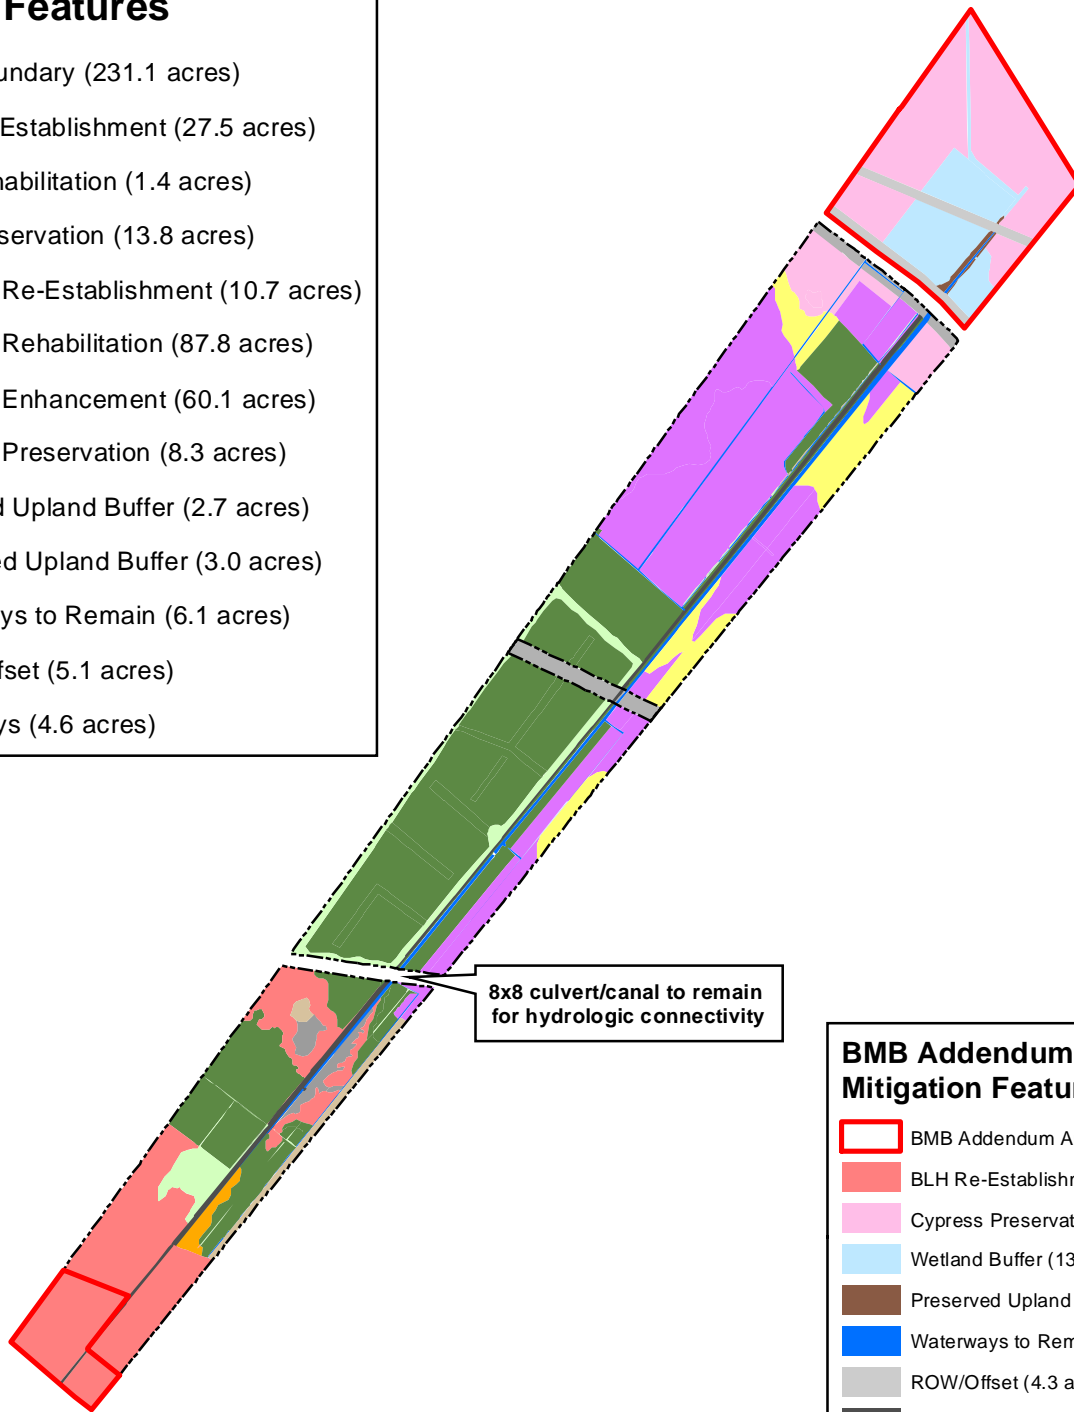 Features
undary (231.1 acres)
Establishment (27.5 acres)
habilitation (1.4 acres)
servation (13.8 acres)
Re-Establishment (10.7 acres)
Rehabilitation (87.8 acres)
Enhancement (60.1 acres)
Preservation (8.3 acres)
d Upland Buffer (2.7 acres)
ed Upland Buffer (3.0 acres)
ys to Remain (6.1 acres)
fset (5.1 acres)
ys (4.6 acres)
8x8 culvert/canal to remain
for hydrologic connectivity
BMB Addendum
Mitigation Featu
BMB Addendum A
BLH Re-Establish
Cypress Preservat
Wetland Buffer (13
Preserved Upland
Waterways to Rem
ROW/Offset (4.3 a